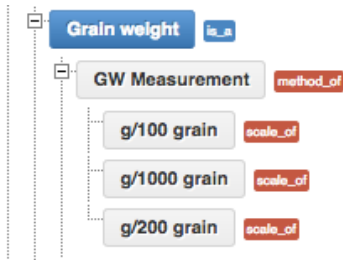 Grain weight is_a
GW Measurement method_of
g/100 grain scale_of
g/1000 grain scale_of
g/200 grain scale_of